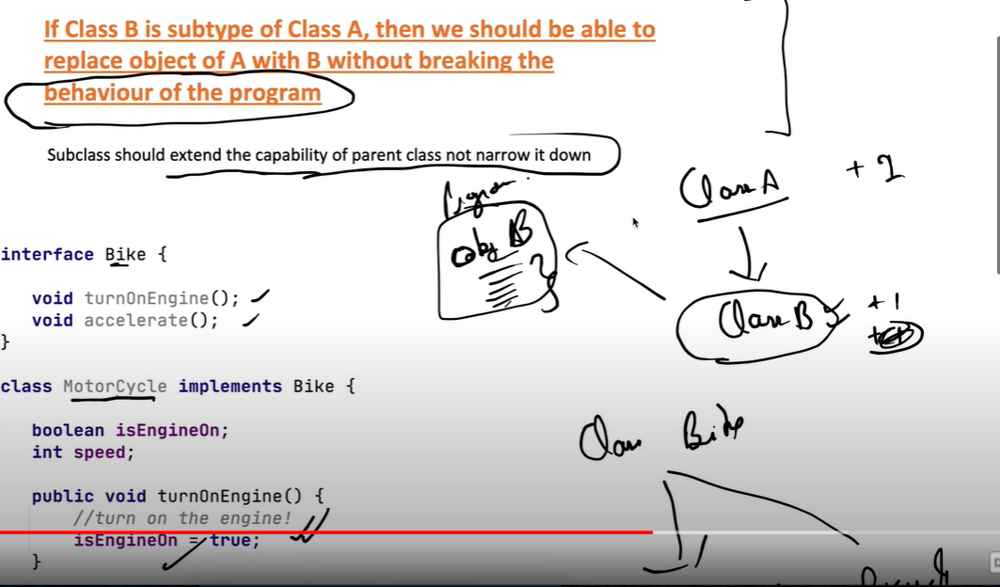 If Class B is subtype of Class A, then we should be able to
replace object of A with B without breaking the
behaviour of the program
Subclass should extend the capability of parent class not narrow it down
Program
Class A
obj B
Class B
+1
interface Bike {
void turnOnEngine();
void accelerate();
}
class MotorCycle implements Bike {
Class Bike
boolean isEngineOn;
int speed;
public void turnOnEngine() {
//turn on the engine!
isEngineOn = true;
}